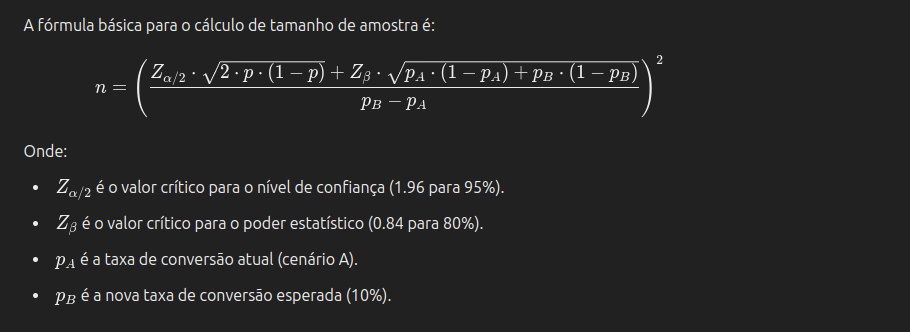 A fórmula básica para o cálculo de tamanho de amostra é:
n = \left( \frac{Z_{\alpha/2} \cdot \sqrt{2 \cdot p \cdot (1 - p)} + Z_{\beta} \cdot \sqrt{p_A \cdot (1 - p_A) + p_B \cdot (1 - p_B)}}{p_B - p_A} \right)^2
Onde:
• Z_{\alpha/2} é o valor crítico para o nível de confiança (1.96 para 95%).
• Z_{\beta} é o valor crítico para o poder estatístico (0.84 para 80%).
• p_A é a taxa de conversão atual (cenário A).
• p_B é a nova taxa de conversão esperada (10%).